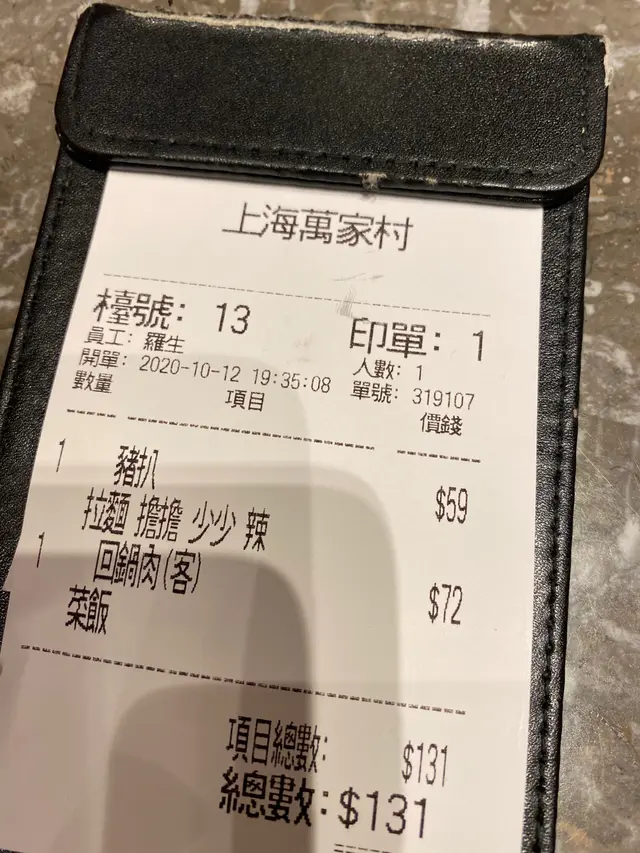 上海萬家村
檯號: 13 印單: 1
員工: 羅生 人數: 1
開單: 2020-10-12 19:35:08 單號: 319107
數量 項目 價錢
1 豬扒 $59
拉麵 擔擔 少少 辣
1 回鍋肉(客) $72
菜飯
項目總數: $131
總數: $131